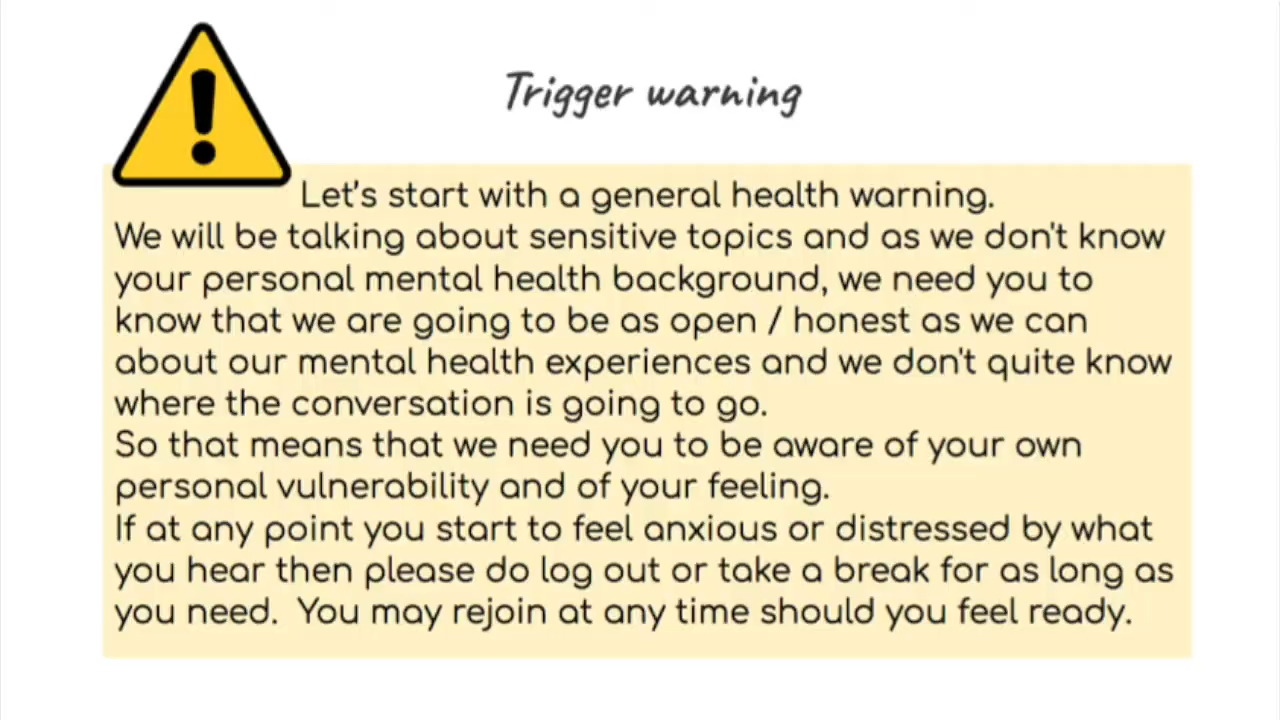 Trigger warning
Let's start with a general health warning.
We will be talking about sensitive topics and as we don't know
your personal mental health background, we need you to
know that we are going to be as open / honest as we can
about our mental health experiences and we don't quite know
where the conversation is going to go.
So that means that we need you to be aware of your own
personal vulnerability and of your feeling.
If at any point you start to feel anxious or distressed by what
you hear then please do log out or take a break for as long as
you need.  You may rejoin at any time should you feel ready.